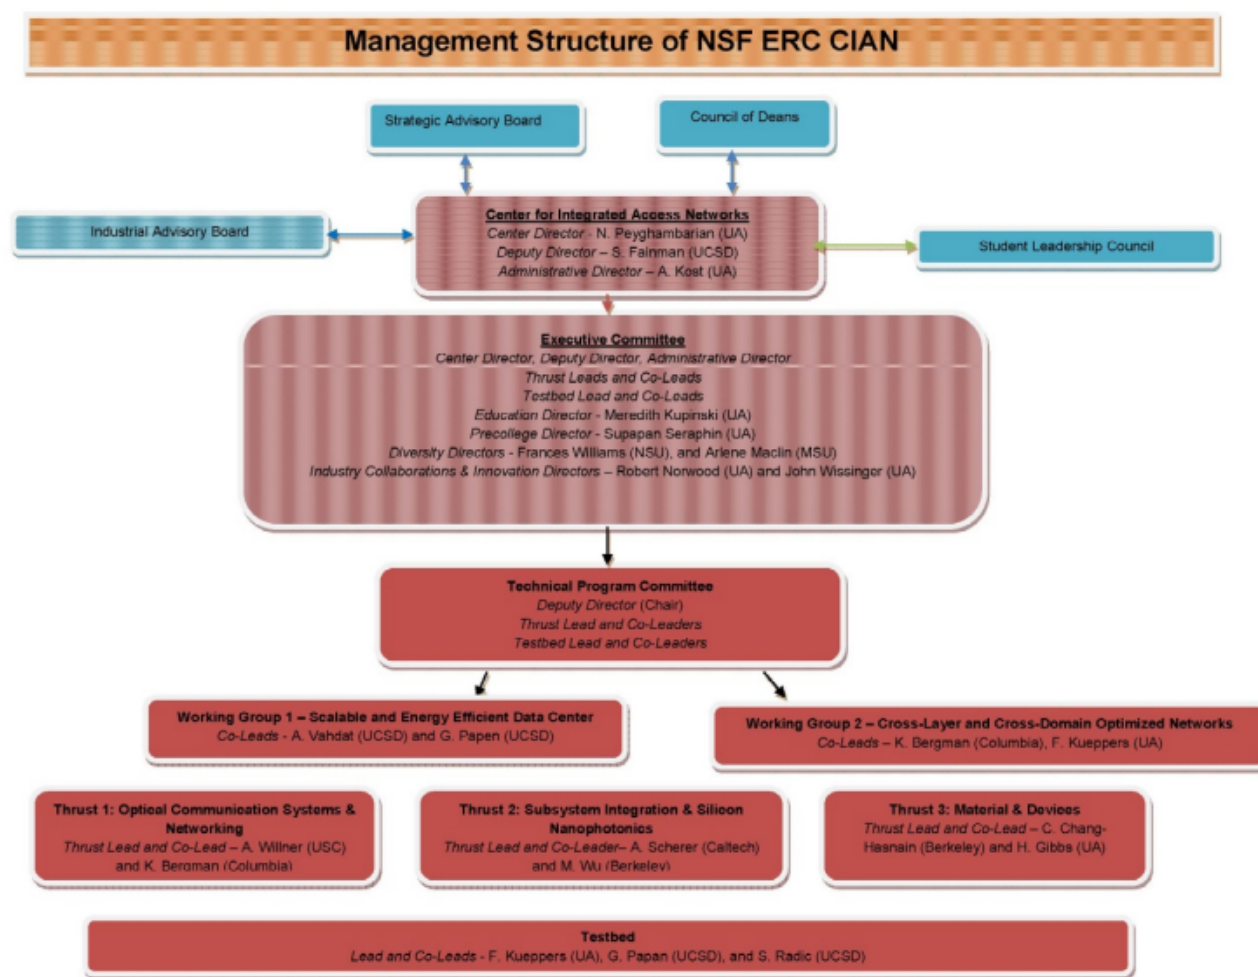 Management Structure of NSF ERC CIAN
Strategic Advisory Board
Council of Deans
Industrial Advisory Board
Center for Integrated Access Networks
Center Director - N. Peyghambarian (UA)
Deputy Director – S. Fainman (UCSD)
Administrative Director – A. Kost (UA)
Student Leadership Council
Executive Committee
Center Director, Deputy Director, Administrative Director
Thrust Leads and Co-Leads
Testbed Lead and Co-Leads
Education Director - Meredith Kupinski (UA)
Precollege Director - Supapan Seraphin (UA)
Diversity Directors - Frances Williams (NSU), and Arlene Maclin (MSU)
Industry Collaborations & Innovation Directors – Robert Norwood (UA) and John Wissinger (UA)
Technical Program Committee
Deputy Director (Chair)
Thrust Lead and Co-Leaders
Testbed Lead and Co-Leaders
Working Group 1 – Scalable and Energy Efficient Data Center
Co-Leads - A. Vahdat (UCSD) and G. Papen (UCSD)
Working Group 2 – Cross-Layer and Cross-Domain Optimized Networks
Co-Leads – K. Bergman (Columbia), F. Kueppers (UA)
Thrust 1: Optical Communication Systems &
Networking
Thrust Lead and Co-Lead – A. Willner (USC)
and K. Bergman (Columbia)
Thrust 2: Subsystem Integration & Silicon
Nanophotonics
Thrust Lead and Co-Leader– A. Scherer (Caltech)
and M. Wu (Berkeley)
Thrust 3: Material & Devices
Thrust Lead and Co-Lead – C. Chang-
Hasnain (Berkeley) and H. Gibbs (UA)
Testbed
Lead and Co-Leads - F. Kueppers (UA), G. Papan (UCSD), and S. Radic (UCSD)